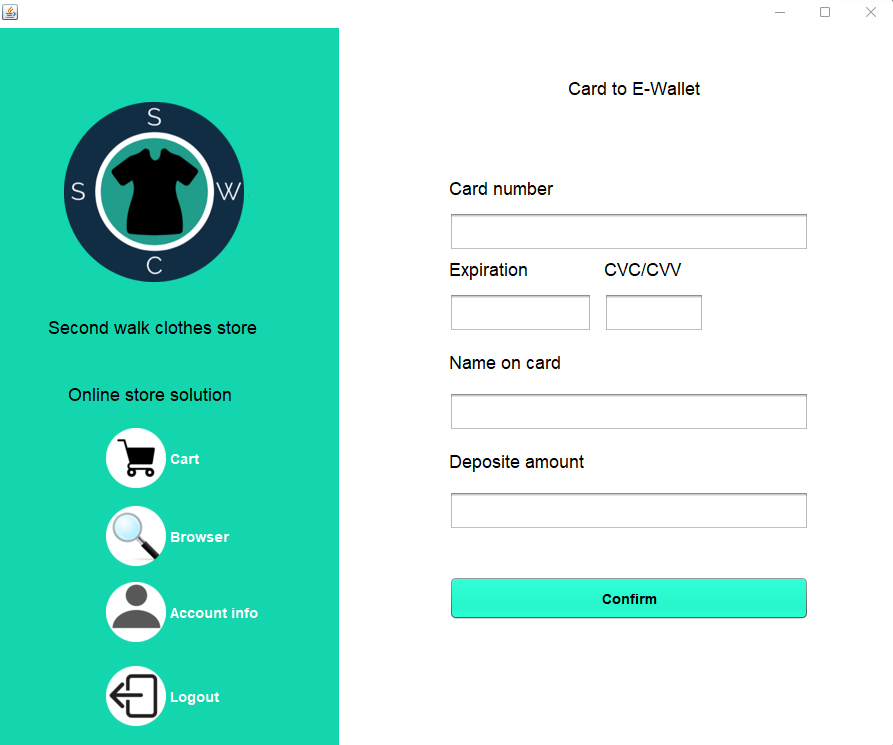 S
S W
C
Second walk clothes store
Online store solution
Cart
Browser
Account info
Logout
Card to E-Wallet
Card number
Expiration CVC/CVV
Name on card
Deposite amount
Confirm